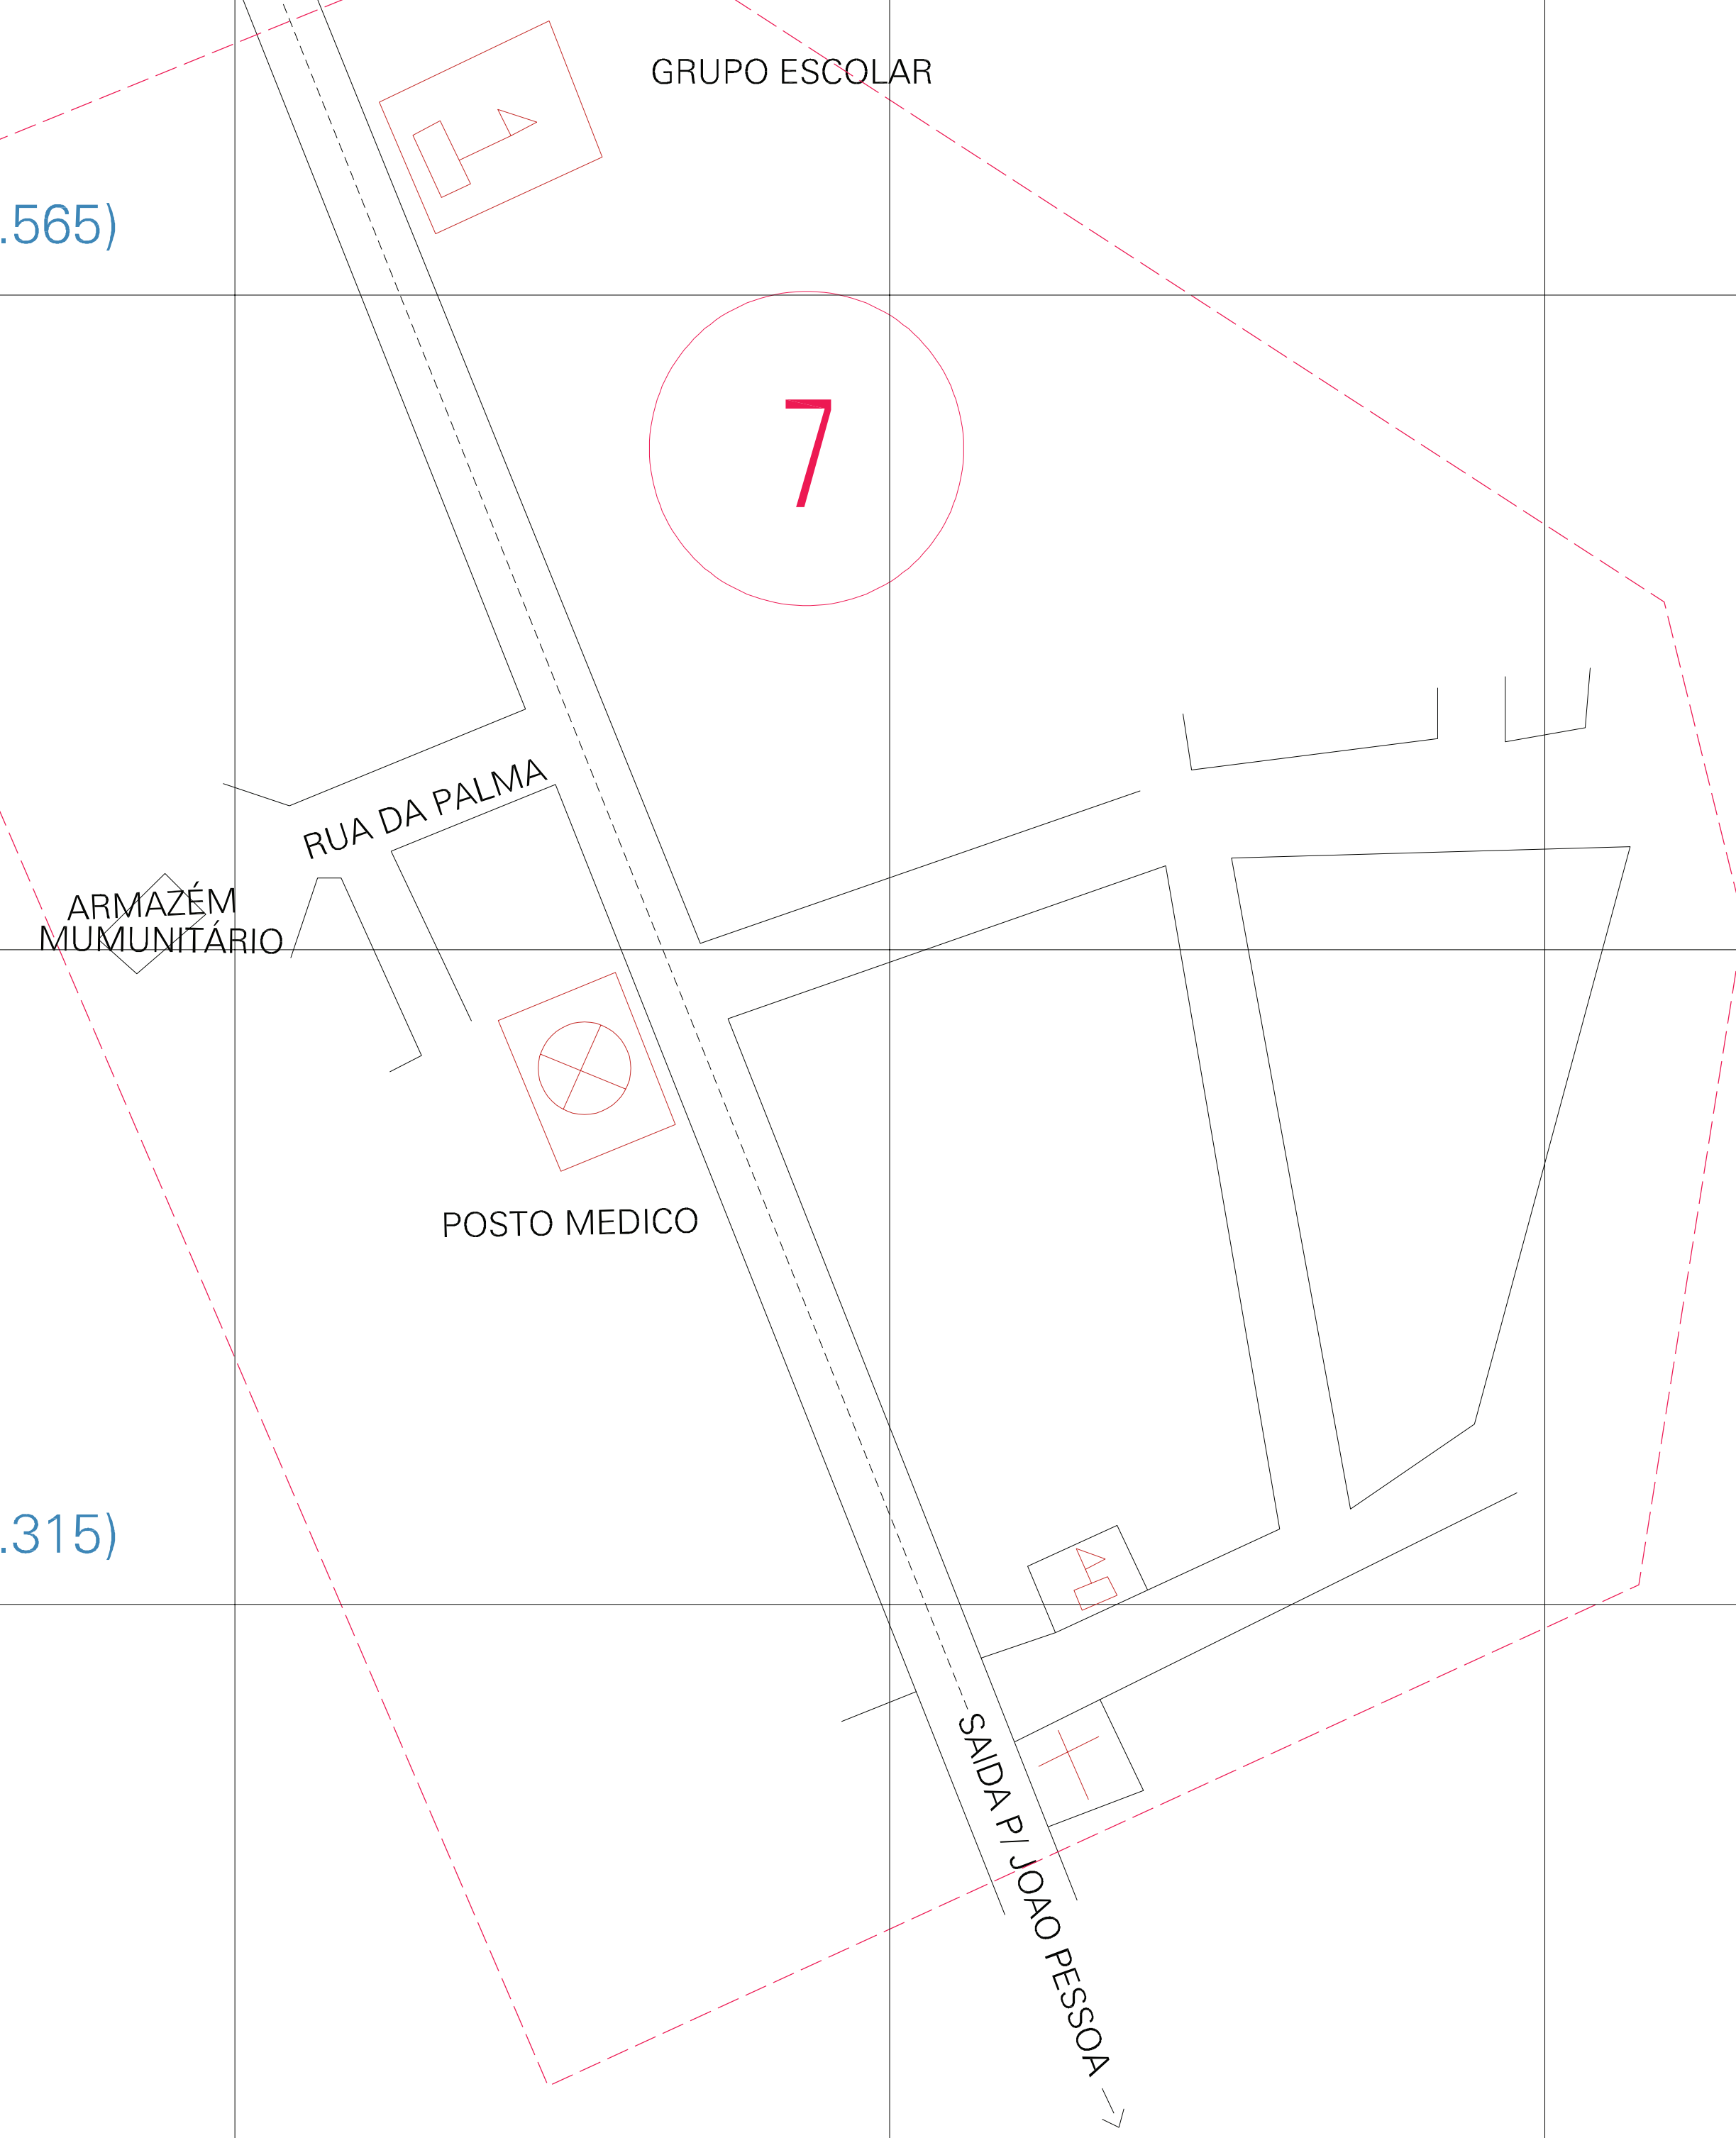 GRUPO ESCOLAR
.565)
7
RUA DA PALMA
ARMAZÉM
MUMUNITÁRIO
POSTO MEDICO
.315)
SAIDA P/ JOAO PESSOA